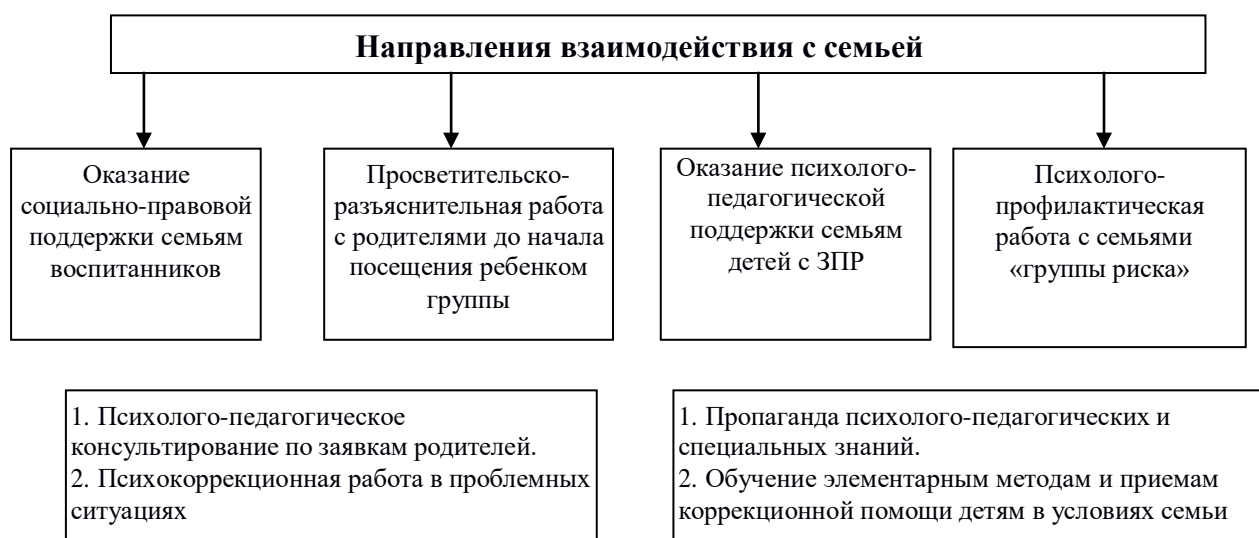 Направления взаимодействия с семьей
Оказание
социально-правовой
поддержки семьям
воспитанников
Просветительско-
разъяснительная работа
с родителями до начала
посещения ребенком
группы
Оказание психолого-
педагогической
поддержки семьям
детей с ЗПР
Психолого-
профилактическая
работа с семьями
«группы риска»
1. Психолого-педагогическое
консультирование по заявкам родителей.
2. Психокоррекционная работа в проблемных
ситуациях
1. Пропаганда психолого-педагогических и
специальных знаний.
2. Обучение элементарным методам и приемам
коррекционной помощи детям в условиях семьи